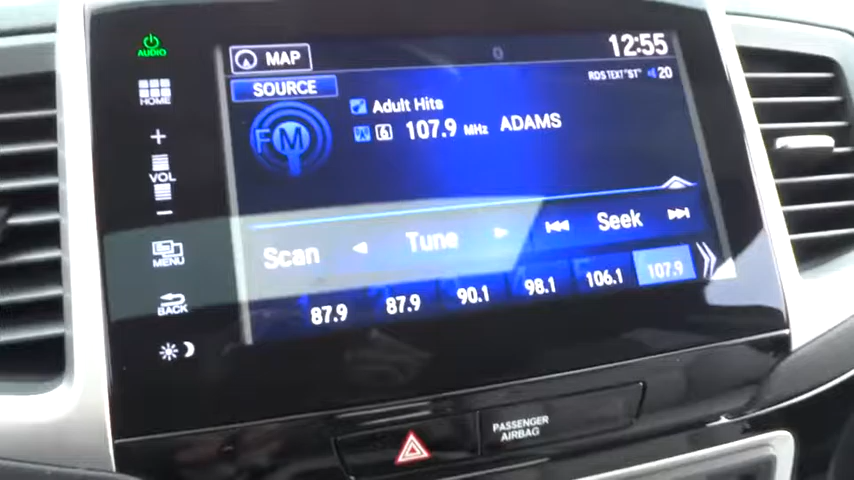 AUDIO
MAP
12:55
HOME
SOURCE
RDS TEXT "ST" 20
Adult Hits
FM
6 107.9 MHz ADAMS
+
VOL
−
Scan Tune Seek
MENU
87.9 87.9 90.1 98.1 106.1 107.9
BACK
PASSENGER
AIRBAG